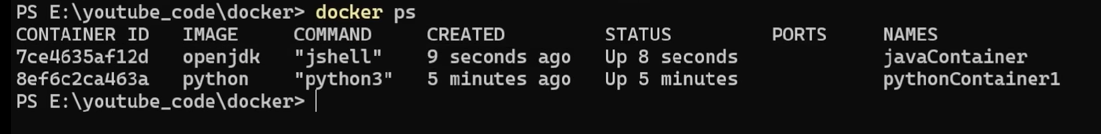 PS E:\youtube_code\docker> docker ps
CONTAINER ID   IMAGE     COMMAND     CREATED         STATUS         PORTS     NAMES
7ce4635af12d   openjdk   "jshell"    9 seconds ago   Up 8 seconds             javaContainer
8ef6c2ca463a   python    "python3"   5 minutes ago   Up 5 minutes             pythonContainer1
PS E:\youtube_code\docker>